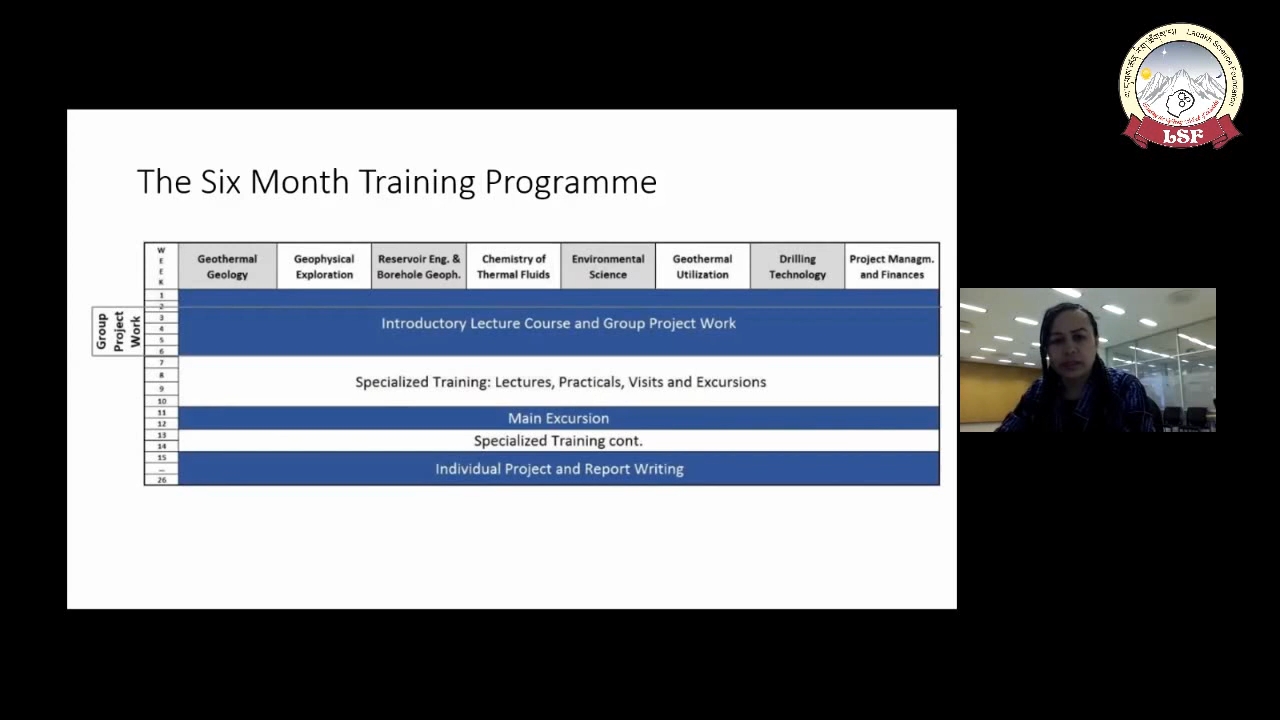 Ladakh Science Foundation
LSF
The Six Month Training Programme
W
E
E
K
Geothermal
Geology
Geophysical
Exploration
Reservoir Eng. &
Borehole Geoph.
Chemistry of
Thermal Fluids
Environmental
Science
Geothermal
Utilization
Drilling
Technology
Project Managm.
and Finances
Group
Project
Work
1
2
3
4
5
6
Introductory Lecture Course and Group Project Work
7
8
9
10
Specialized Training: Lectures, Practicals, Visits and Excursions
11
12
Main Excursion
13
14
Specialized Training cont.
15
...
26
Individual Project and Report Writing